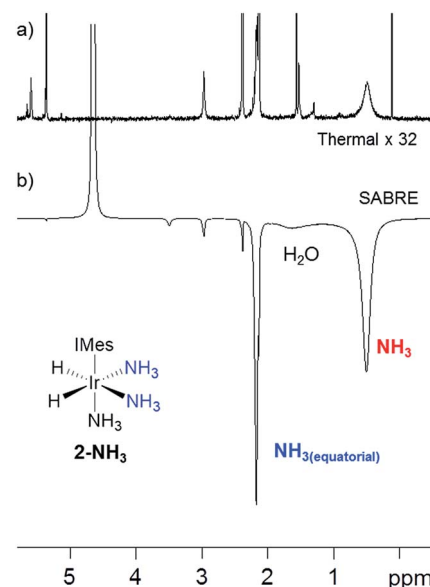 a)
Thermal x 32
b)
SABRE
H₂O
NH₃
IMes
H NH₃
Ir
H NH₃
NH₃
2-NH₃
NH₃(equatorial)
5 4 3 2 1 ppm